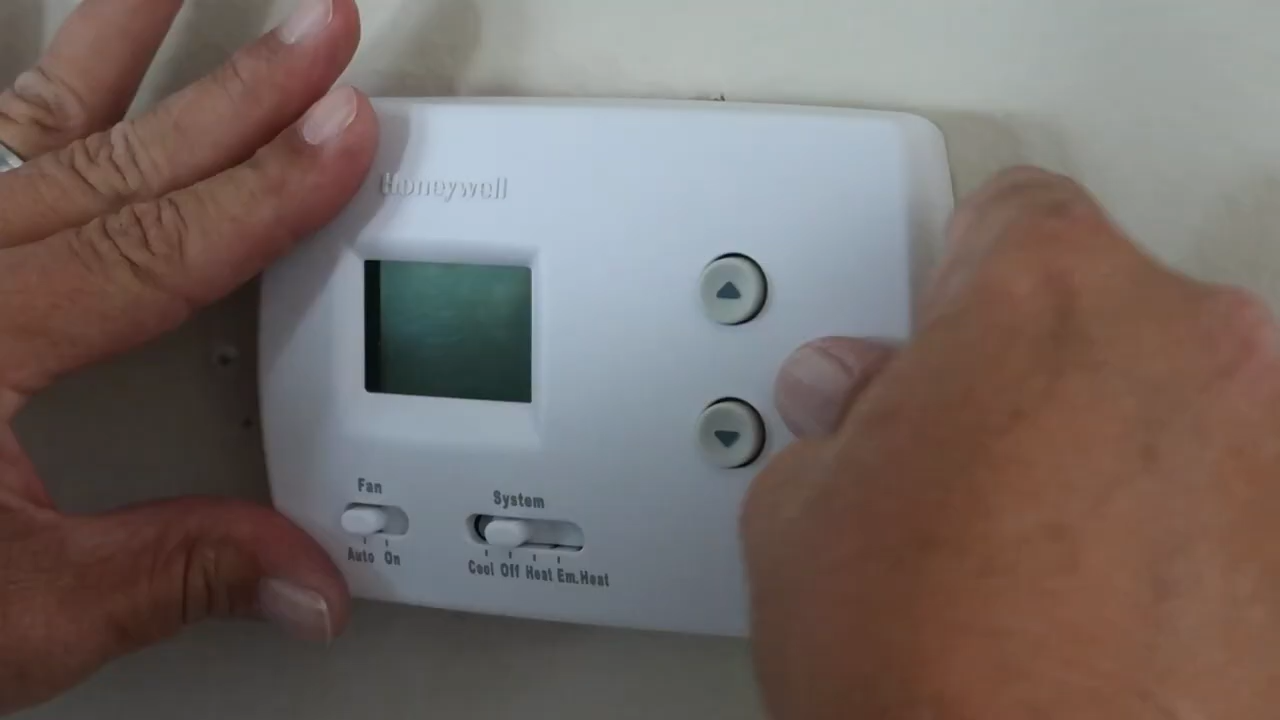 Honeywell
Fan
System
Auto On
Cool Off Heat Em.Heat